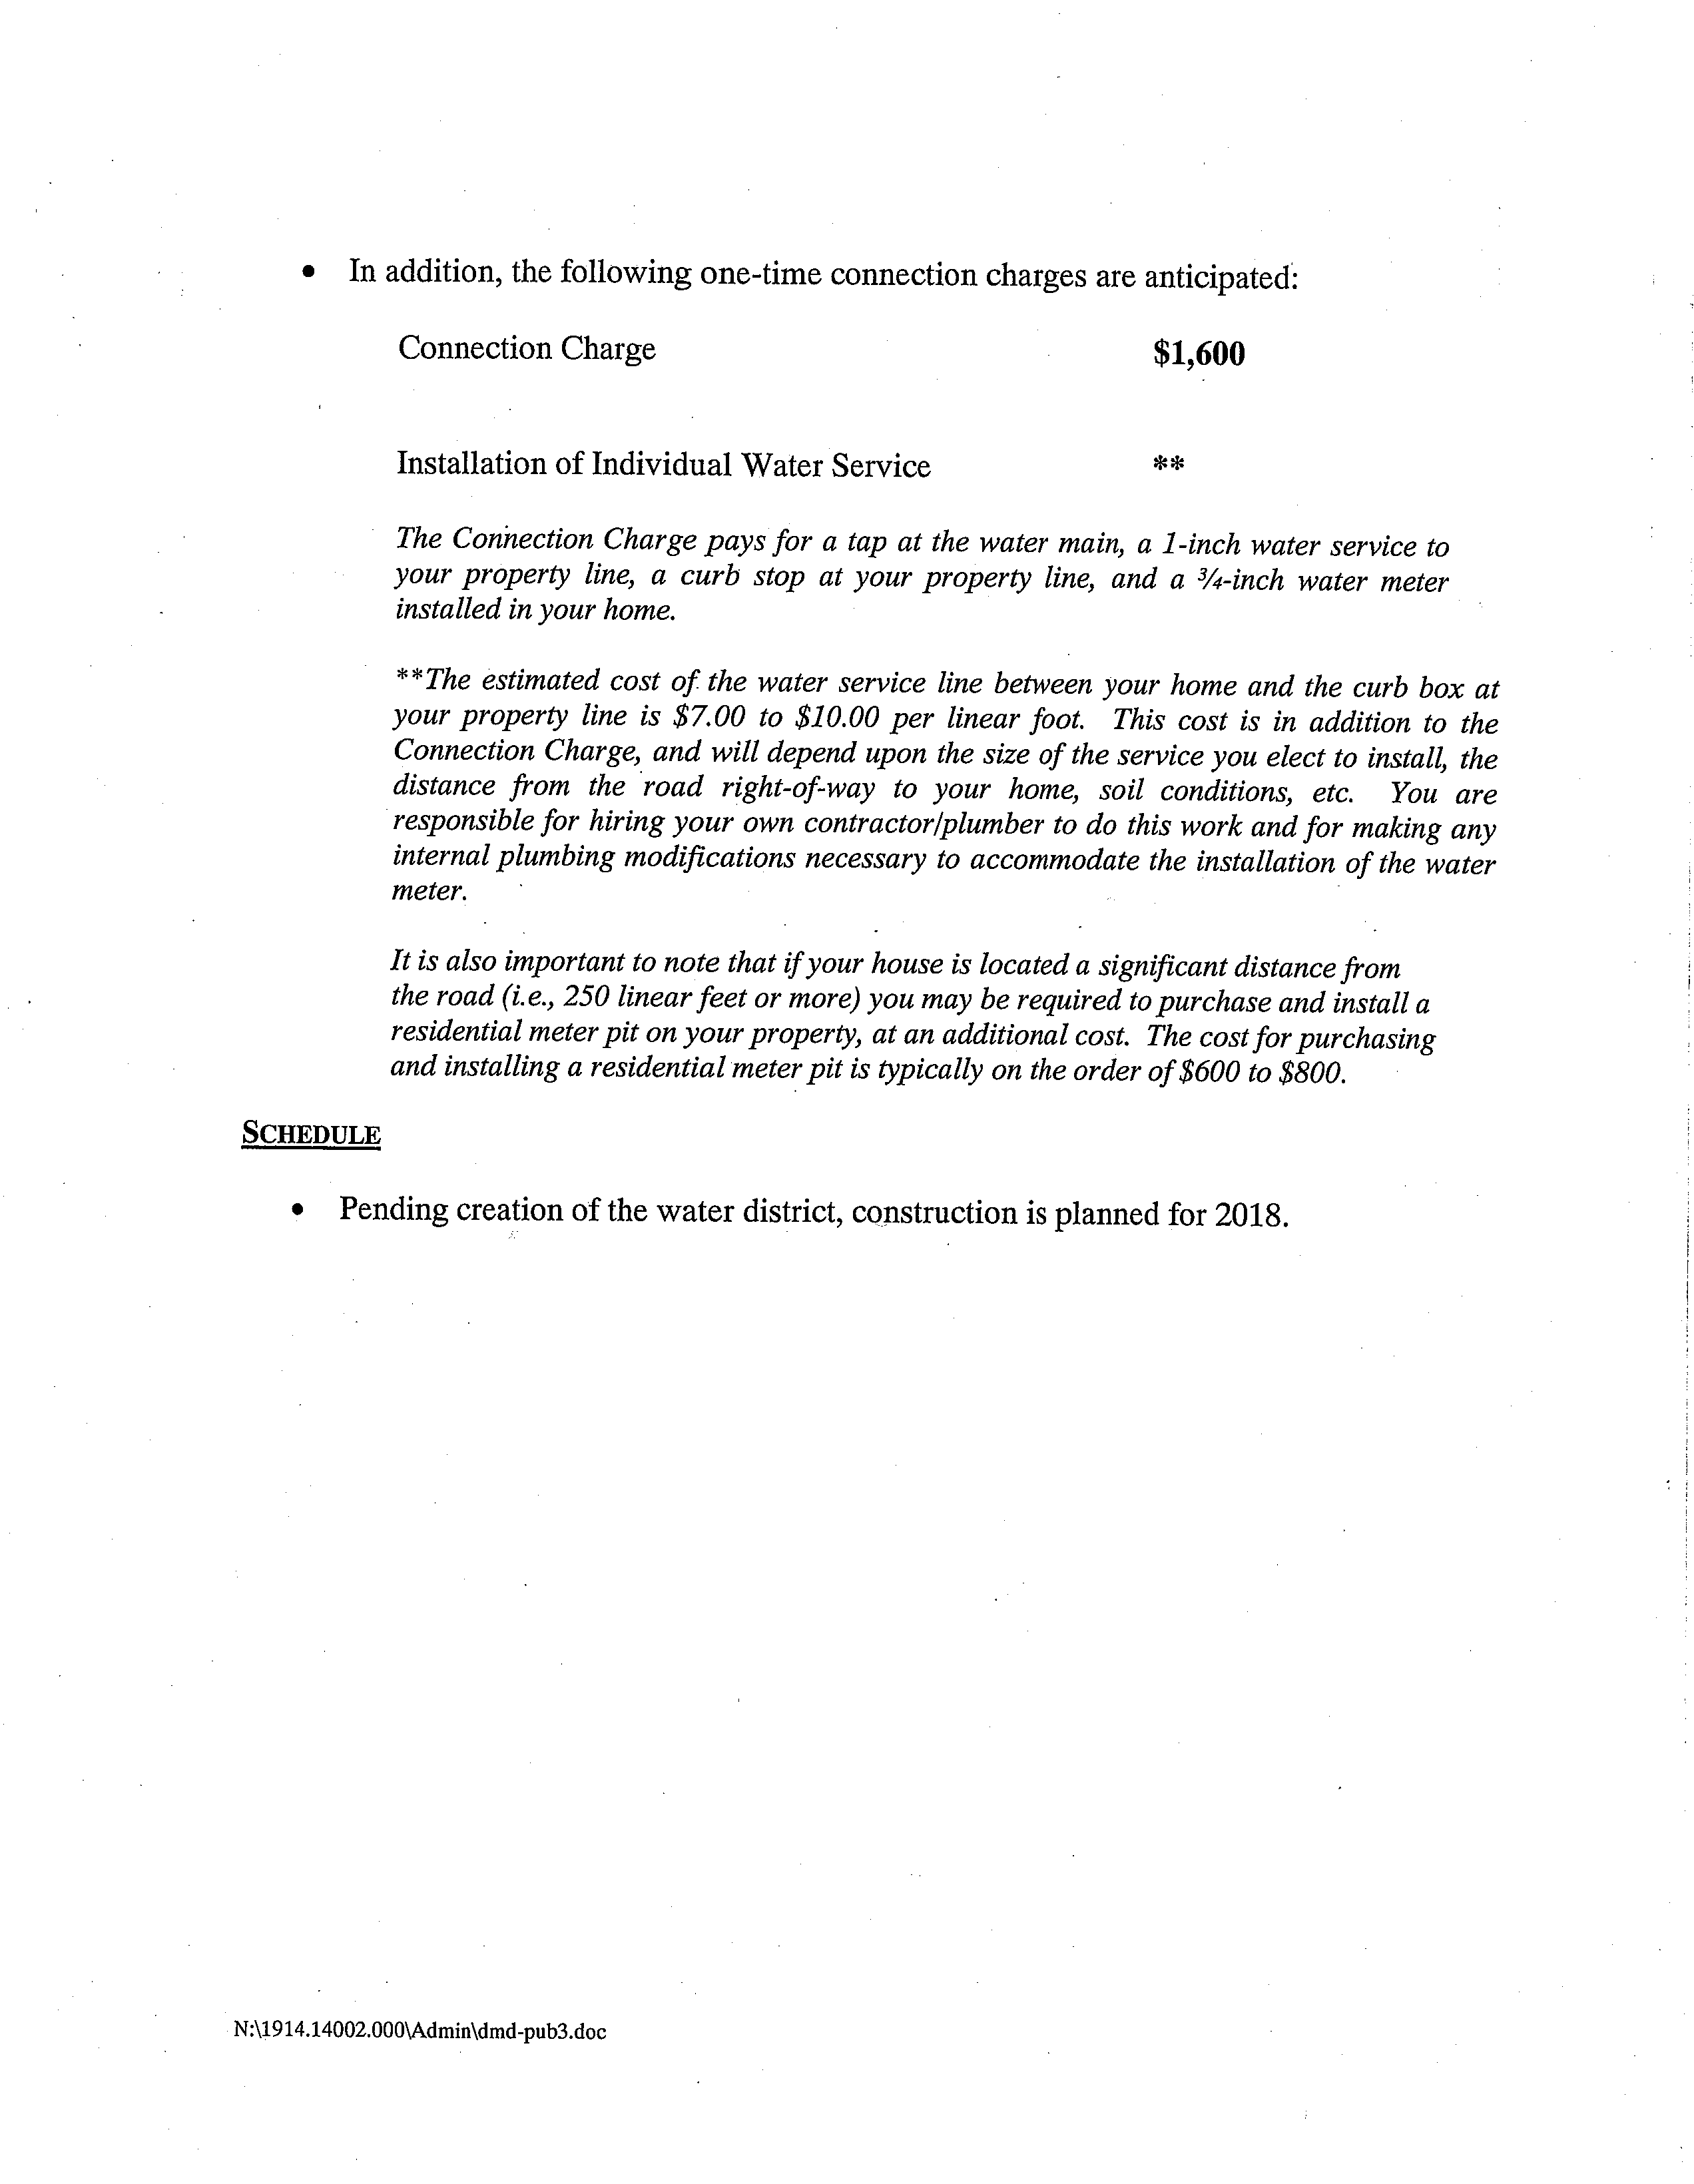 • In addition, the following one-time connection charges are anticipated:
Connection Charge $1,600
Installation of Individual Water Service **
The Connection Charge pays for a tap at the water main, a 1-inch water service to
your property line, a curb stop at your property line, and a ¾-inch water meter
installed in your home.
**The estimated cost of the water service line between your home and the curb box at
your property line is $7.00 to $10.00 per linear foot. This cost is in addition to the
Connection Charge, and will depend upon the size of the service you elect to install, the
distance from the road right-of-way to your home, soil conditions, etc. You are
responsible for hiring your own contractor/plumber to do this work and for making any
internal plumbing modifications necessary to accommodate the installation of the water
meter.
It is also important to note that if your house is located a significant distance from
the road (i.e., 250 linear feet or more) you may be required to purchase and install a
residential meter pit on your property, at an additional cost. The cost for purchasing
and installing a residential meter pit is typically on the order of $600 to $800.
SCHEDULE
• Pending creation of the water district, construction is planned for 2018.
N:\1914.14002.000\Admin\dmd-pub3.doc